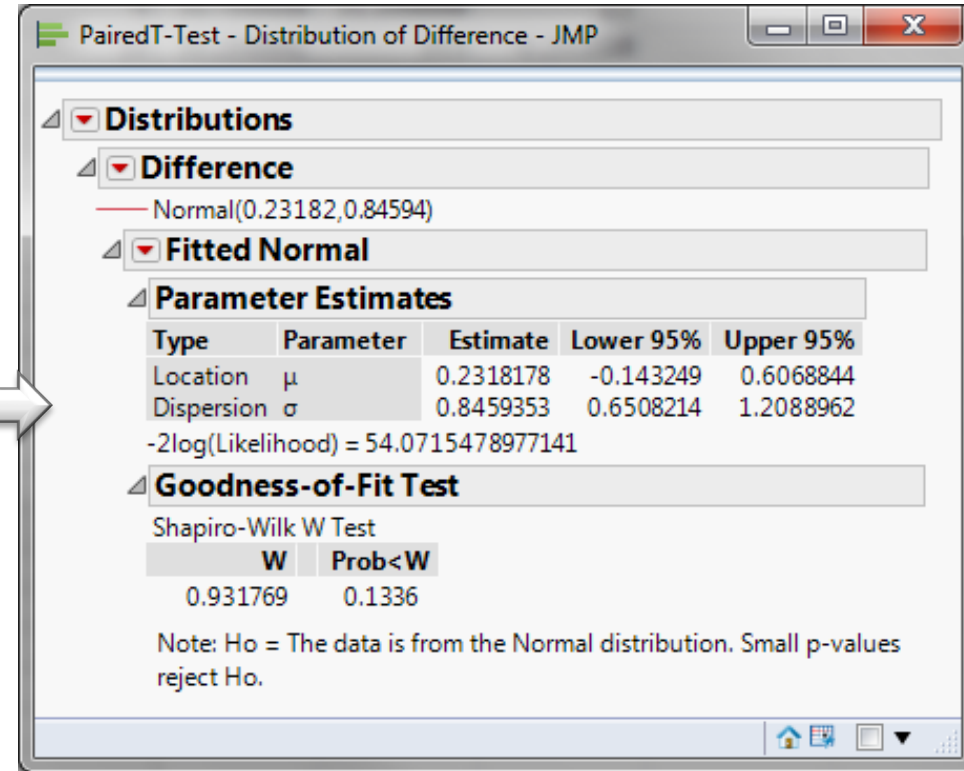 PairedT-Test - Distribution of Difference - JMP
Distributions
Difference
Normal(0.23182,0.84594)
Fitted Normal
Parameter Estimates
Type Parameter Estimate Lower 95% Upper 95%
Location μ 0.2318178 -0.143249 0.6068844
Dispersion σ 0.8459353 0.6508214 1.2088962
-2log(Likelihood) = 54.0715478977141
Goodness-of-Fit Test
Shapiro-Wilk W Test
W Prob<W
0.931769 0.1336
Note: Ho = The data is from the Normal distribution. Small p-values
reject Ho.